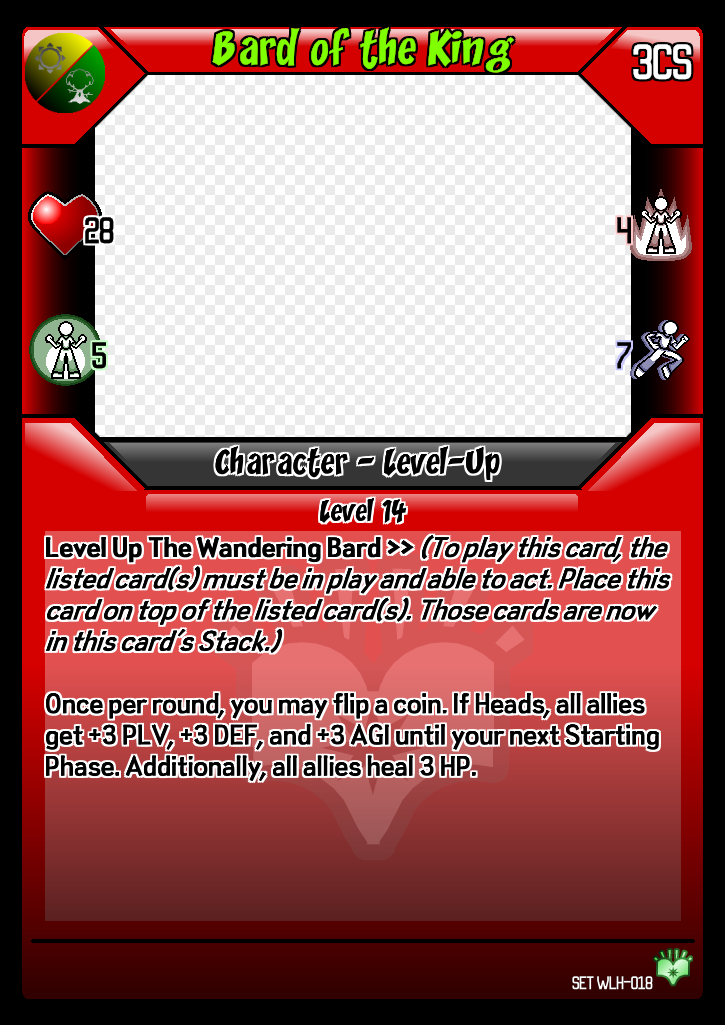 Bard of the King
3CS
28
4
5
7
Character - Level-Up
Level 14
Level Up The Wandering Bard >> (To play this card, the
listed card(s) must be in play and able to act. Place this
card on top of the listed card(s). Those cards are now
in this card's Stack.)
Once per round, you may flip a coin. If Heads, all allies
get +3 PLV, +3 DEF, and +3 AGI until your next Starting
Phase. Additionally, all allies heal 3 HP.
SET WLH-018